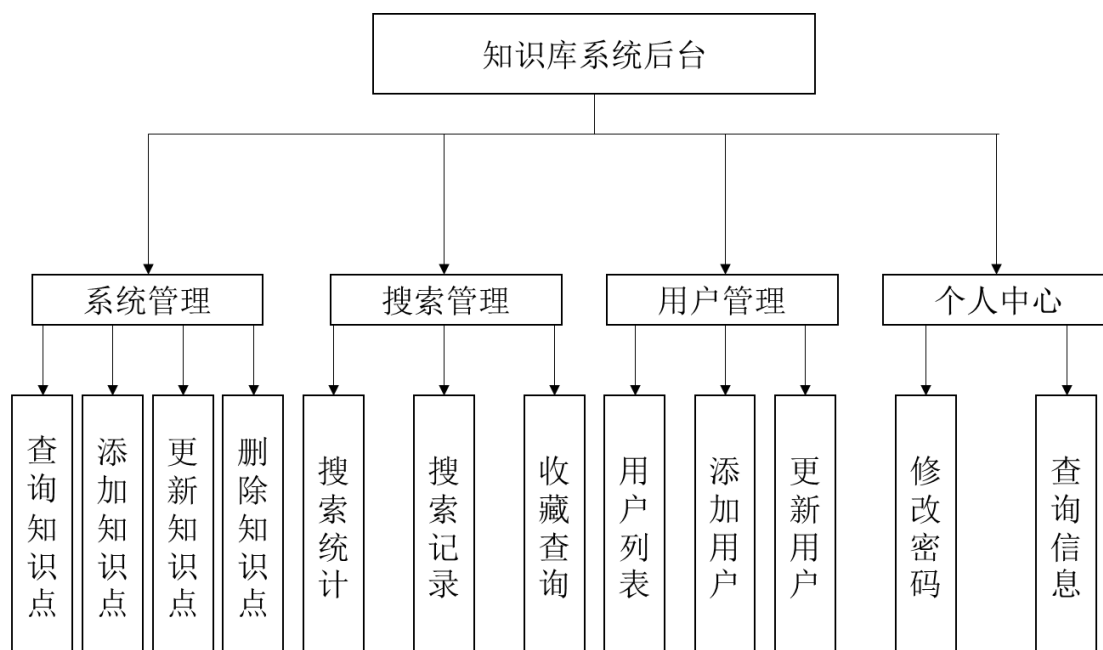 知识库系统后台
系统管理
搜索管理
用户管理
个人中心
查询知识点
添加知识点
更新知识点
删除知识点
搜索统计
搜索记录
收藏查询
用户列表
添加用户
更新用户
修改密码
查询信息